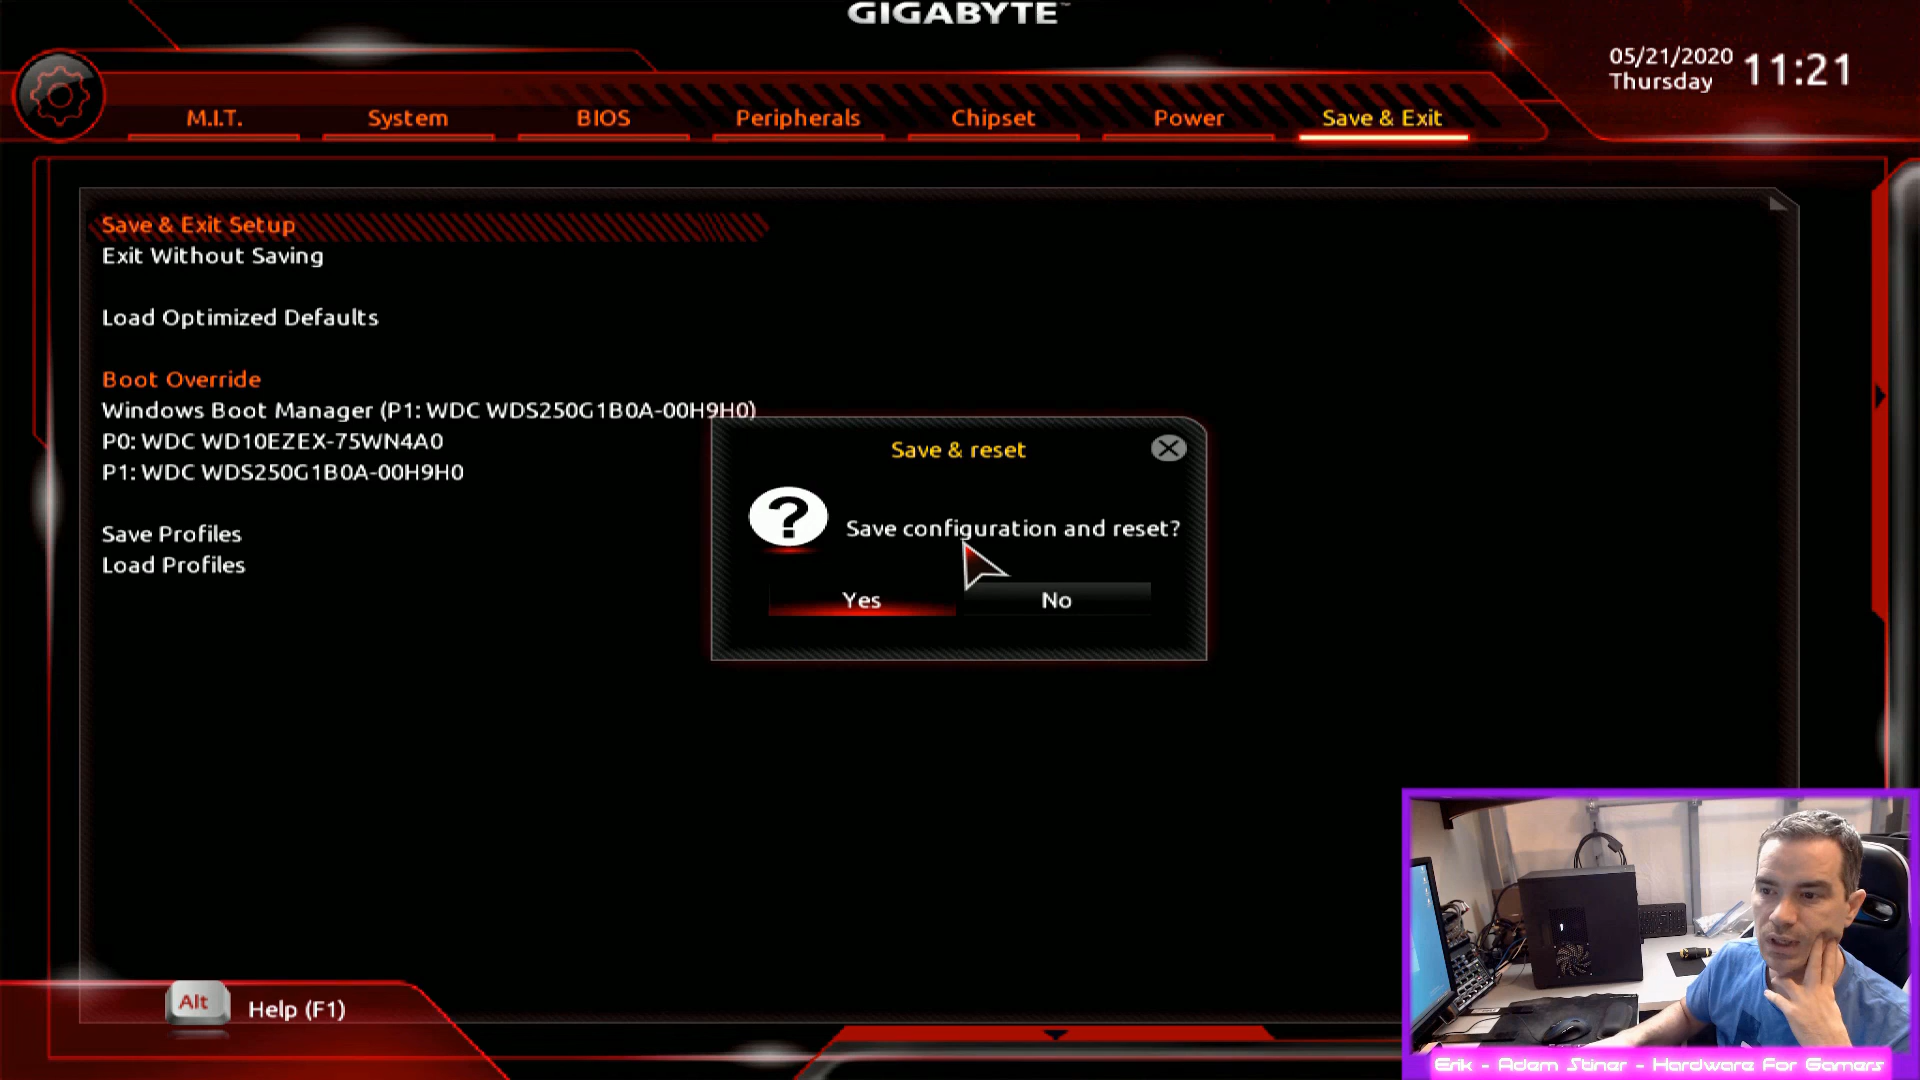 GIGABYTE™
05/21/2020
Thursday
11:21
M.I.T.
System
BIOS
Peripherals
Chipset
Power
Save & Exit
Save & Exit Setup
Exit Without Saving
Load Optimized Defaults
Boot Override
Windows Boot Manager (P1: WDC WDS250G1B0A-00H9H0)
P0: WDC WD10EZEX-75WN4A0
P1: WDC WDS250G1B0A-00H9H0
Save Profiles
Load Profiles
Save & reset
Save configuration and reset?
Yes
No
Alt
Help (F1)
Erik - Adem Stiner - Hardware For Gamers